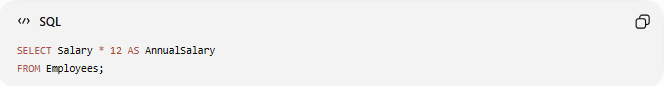 SQL
SELECT Salary * 12 AS AnnualSalary
FROM Employees;